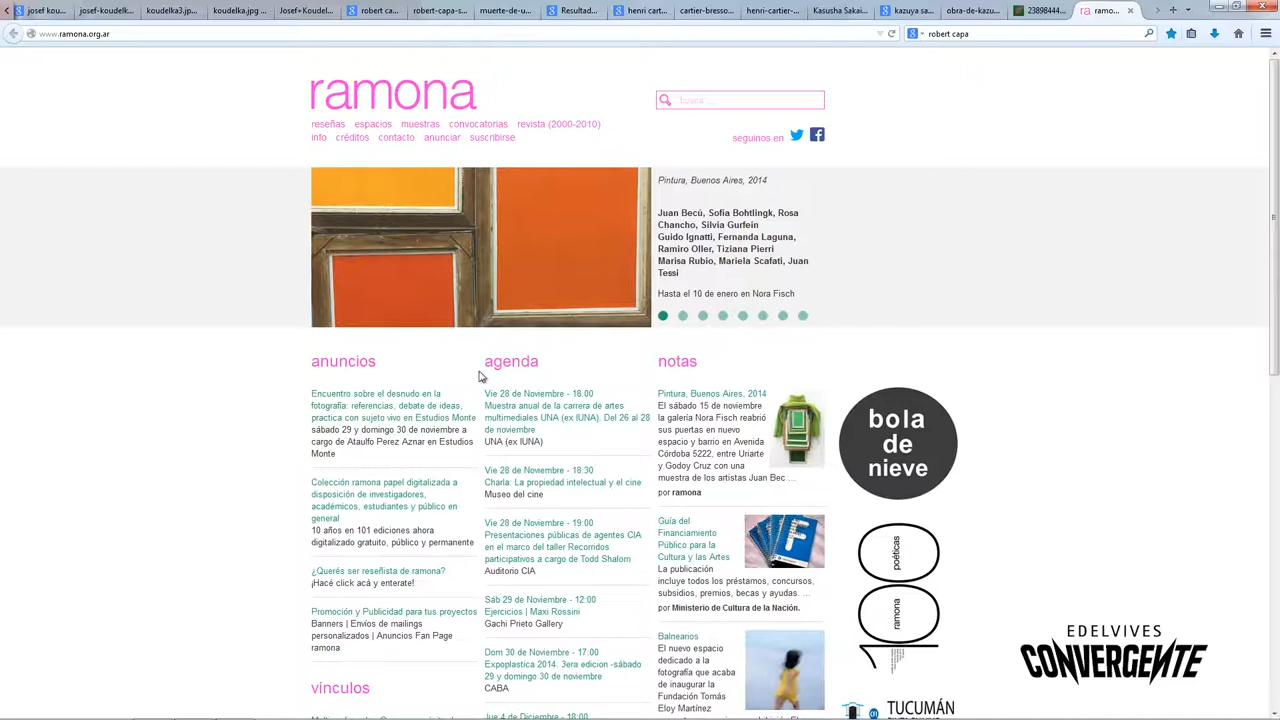 josef kou...
koudelka3.jpg
koudelka.jpg
Josef+Koudel...
robert ca...
robert-capa-s...
muerte-de-u...
Resultad...
henri cart...
cartier-bresso...
henri-cartier-...
Kasusha Sakai...
kazuya sa...
obra-de-kazu...
23898444...
ramo...
www.ramona.org.ar
robert capa
ramona
busca ...
reseñas espacios muestras convocatorias revista (2000-2010)
info créditos contacto anunciar suscribirse
seguinos en
Pintura, Buenos Aires, 2014
Juan Becú, Sofia Bohtlingk, Rosa
Chancho, Silvia Gurfein
Guido Ignatti, Fernanda Laguna,
Ramiro Oller, Tiziana Pierri
Marisa Rubio, Mariela Scafati, Juan
Tessi
Hasta el 10 de enero en Nora Fisch
anuncios
Encuentro sobre el desnudo en la
fotografía: referencias, debate de ideas,
practica con sujeto vivo en Estudios Monte
sábado 29 y domingo 30 de noviembre a
cargo de Ataulfo Perez Aznar en Estudios
Monte
Colección ramona papel digitalizada a
disposición de investigadores,
académicos, estudiantes y público en
general
10 años en 101 ediciones ahora
digitalizado gratuito, público y permanente
¿Querés ser reseñista de ramona?
¡Hacé click acá y enterate!
Promoción y Publicidad para tus proyectos
Banners | Envíos de mailings
personalizados | Anuncios Fan Page
ramona
vinculos
agenda
Vie 28 de Noviembre - 18:00
Muestra anual de la carrera de artes
multimediales UNA (ex IUNA). Del 26 al 28
de noviembre
UNA (ex IUNA)
Vie 28 de Noviembre - 18:30
Charla: La propiedad intelectual y el cine
Museo del cine
Vie 28 de Noviembre - 19:00
Presentaciones públicas de agentes CIA
en el marco del taller Recorridos
participativos a cargo de Todd Shalom
Auditorio CIA
Sáb 29 de Noviembre - 12:00
Ejercicios | Maxi Rossini
Gachi Prieto Gallery
Dom 30 de Noviembre - 17:00
Expoplastica 2014. 3era edicion -sábado
29 y domingo 30 de noviembre
CABA
Jue 4 de Diciembre - 18:00
notas
Pintura, Buenos Aires, 2014
El sábado 15 de noviembre
la galería Nora Fisch reabrió
sus puertas en nuevo
espacio y barrio en Avenida
Córdoba 5222, entre Uriarte
y Godoy Cruz con una
muestra de los artistas Juan Bec ...
por ramona
Guía del
Financiamiento
Público para la
Cultura y las Artes
La publicación
incluye todos los préstamos, concursos,
subsidios, premios, becas y ayudas. ...
por Ministerio de Cultura de la Nación.
Balnearios
El nuevo espacio
dedicado a la
fotografía que acaba
de inaugurar la
Fundación Tomás
Eloy Martínez
bola
de
nieve
100
poéticas
ramona
EDELVIVES
CONVERGENTE
TUCUMÁN